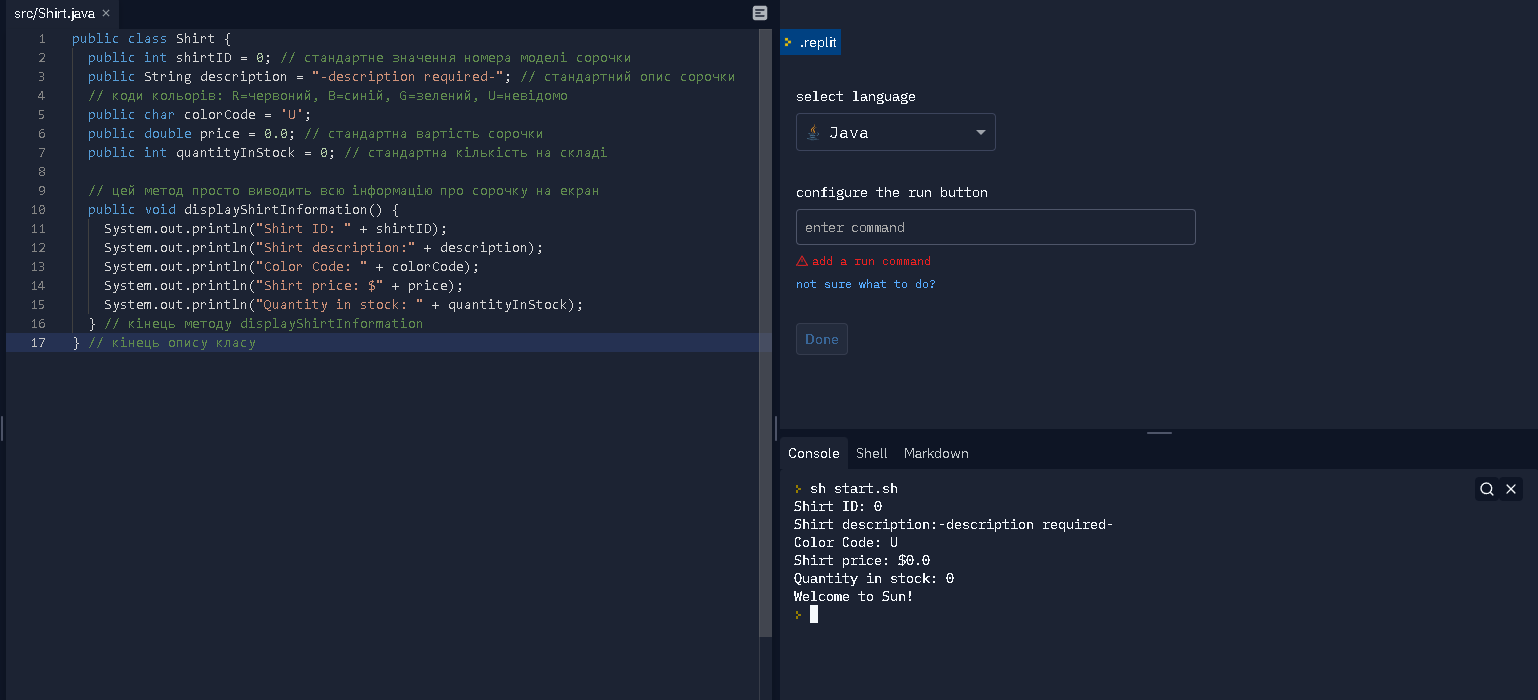 src/Shirt.java ×
1 public class Shirt {
2 public int shirtID = 0; // стандартне значення номера моделі сорочки
3 public String description = "-description required-"; // стандартний опис сорочки
4 // коди кольорів: R=червоний, B=синій, G=зелений, U=невідомо
5 public char colorCode = 'U';
6 public double price = 0.0; // стандартна вартість сорочки
7 public int quantityInStock = 0; // стандартна кількість на складі
8
9 // цей метод просто виводить всю інформацію про сорочку на екран
10 public void displayShirtInformation() {
11 System.out.println("Shirt ID: " + shirtID);
12 System.out.println("Shirt description:" + description);
13 System.out.println("Color Code: " + colorCode);
14 System.out.println("Shirt price: $" + price);
15 System.out.println("Quantity in stock: " + quantityInStock);
16 } // кінець методу displayShirtInformation
17 } // кінець опису класу
.replit
select language
Java
configure the run button
enter command
add a run command
not sure what to do?
Done
Console Shell Markdown
sh start.sh
Shirt ID: 0
Shirt description:-description required-
Color Code: U
Shirt price: $0.0
Quantity in stock: 0
Welcome to Sun!